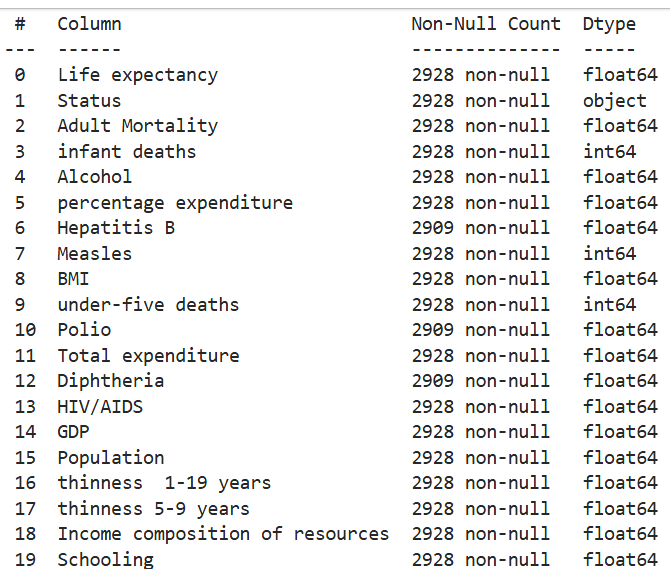 #   Column                          Non-Null Count  Dtype
--- ------                          --------------  -----
0   Life expectancy                 2928 non-null   float64
1   Status                          2928 non-null   object
2   Adult Mortality                 2928 non-null   float64
3   infant deaths                   2928 non-null   int64
4   Alcohol                         2928 non-null   float64
5   percentage expenditure          2928 non-null   float64
6   Hepatitis B                     2909 non-null   float64
7   Measles                         2928 non-null   int64
8   BMI                             2928 non-null   float64
9   under-five deaths               2928 non-null   int64
10  Polio                           2909 non-null   float64
11  Total expenditure               2928 non-null   float64
12  Diphtheria                      2909 non-null   float64
13  HIV/AIDS                        2928 non-null   float64
14  GDP                             2928 non-null   float64
15  Population                      2928 non-null   float64
16  thinness  1-19 years            2928 non-null   float64
17  thinness 5-9 years              2928 non-null   float64
18  Income composition of resources 2928 non-null   float64
19  Schooling                       2928 non-null   float64